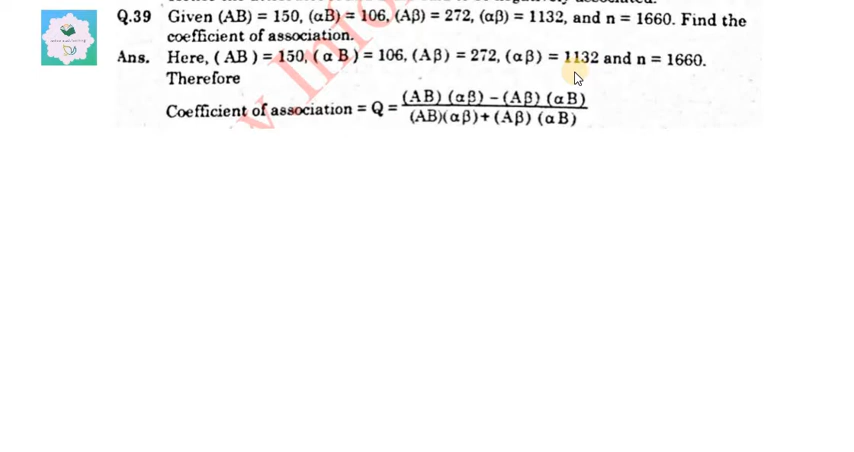 Q.39 Given (AB) = 150, (αB) = 106, (Aβ) = 272, (αβ) = 1132, and n = 1660. Find the
coefficient of association.
Ans. Here, ( AB ) = 150, ( α B ) = 106, (Aβ) = 272, (αβ) = 1132 and n = 1660.
Therefore
Coefficient of association = Q = (AB) (αβ) – (Aβ) (αB)
(AB)(αβ) + (Aβ) (αB)